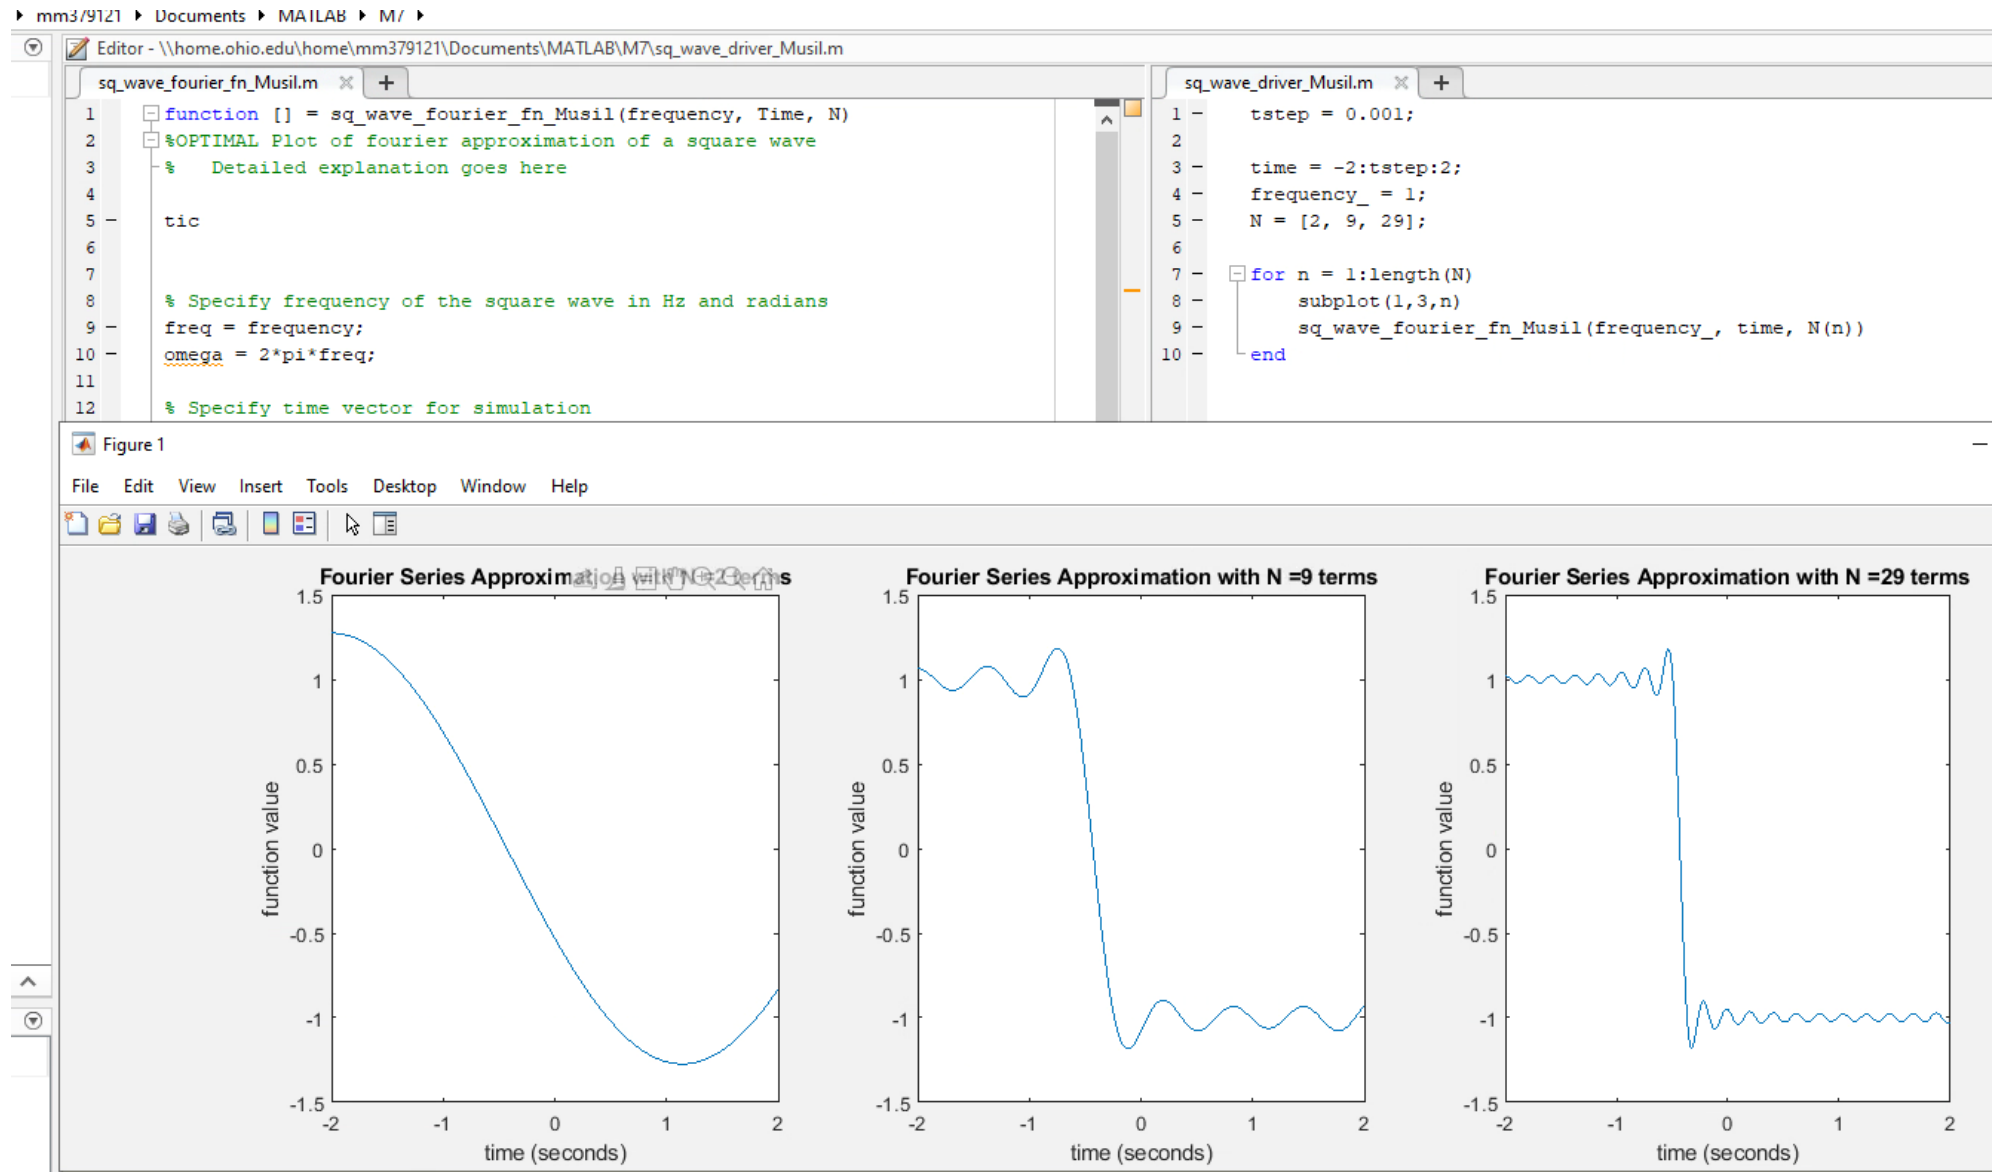 mm379121 Documents MATLAB M7
Editor - \\home.ohio.edu\home\mm379121\Documents\MATLAB\M7\sq_wave_driver_Musil.m
sq_wave_fourier_fn_Musil.m
1 function [] = sq_wave_fourier_fn_Musil(frequency, Time, N)
2 %OPTIMAL Plot of fourier approximation of a square wave
3 %   Detailed explanation goes here
4
5 tic
6
7
8 % Specify frequency of the square wave in Hz and radians
9 freq = frequency;
10 omega = 2*pi*freq;
11
12 % Specify time vector for simulation
sq_wave_driver_Musil.m
1 tstep = 0.001;
2
3 time = -2:tstep:2;
4 frequency_ = 1;
5 N = [2, 9, 29];
6
7 for n = 1:length(N)
8     subplot(1,3,n)
9     sq_wave_fourier_fn_Musil(frequency_, time, N(n))
10 end
Figure 1
File Edit View Insert Tools Desktop Window Help
Fourier Series Approximation with N =2 terms
1.5
1
0.5
0
-0.5
-1
-1.5
function value
-2 -1 0 1 2
time (seconds)
Fourier Series Approximation with N =9 terms
1.5
1
0.5
0
-0.5
-1
-1.5
function value
-2 -1 0 1 2
time (seconds)
Fourier Series Approximation with N =29 terms
1.5
1
0.5
0
-0.5
-1
-1.5
function value
-2 -1 0 1 2
time (seconds)